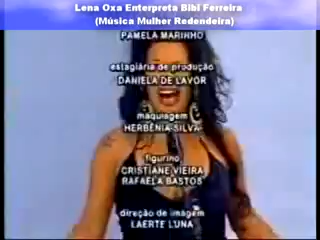 Lena Oxa Enterpreta Bibi Ferreira
(Música Mulher Redendeira)
PAMELA MARINHO
estagiária de produção
DANIELA DE LAVOR
maquiagem
HERBÊNIA SILVA
figurino
CRISTIANE VIEIRA
RAFAELA BASTOS
direção de imagem
LAERTE LUNA